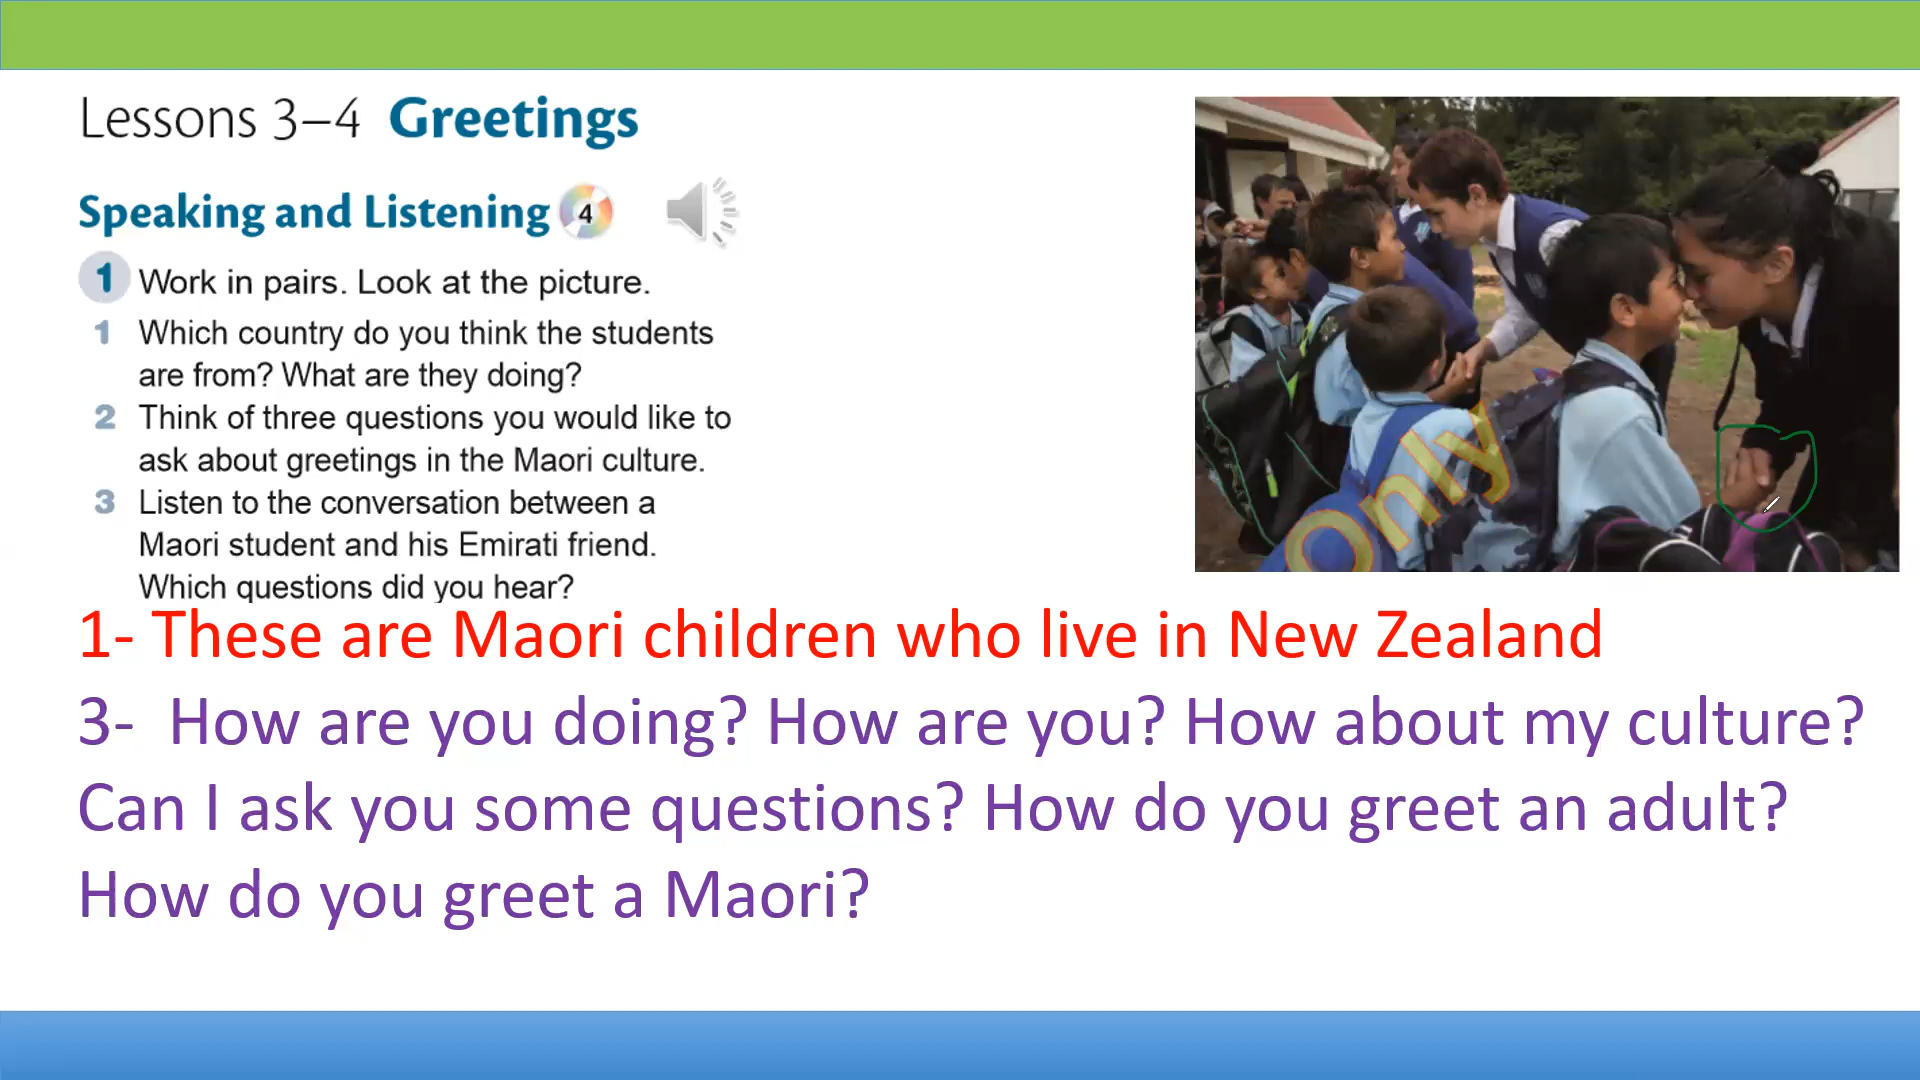 Lessons 3–4 Greetings
Speaking and Listening 4
1 Work in pairs. Look at the picture.
1 Which country do you think the students
are from? What are they doing?
2 Think of three questions you would like to
ask about greetings in the Maori culture.
3 Listen to the conversation between a
Maori student and his Emirati friend.
Which questions did you hear?
Only
1- These are Maori children who live in New Zealand
3- How are you doing? How are you? How about my culture?
Can I ask you some questions? How do you greet an adult?
How do you greet a Maori?